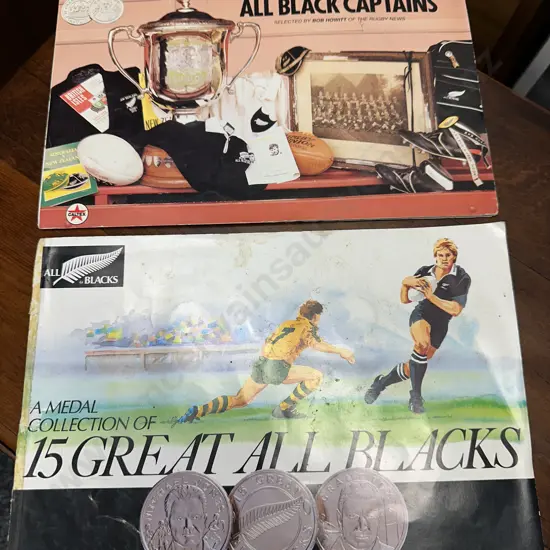 ALL BLACK CAPTAINS
SELECTED BY BOB HOWITT OF THE RUGBY NEWS
CALTEX
ALL BLACKS
A MEDAL
COLLECTION OF
15 GREAT ALL BLACKS